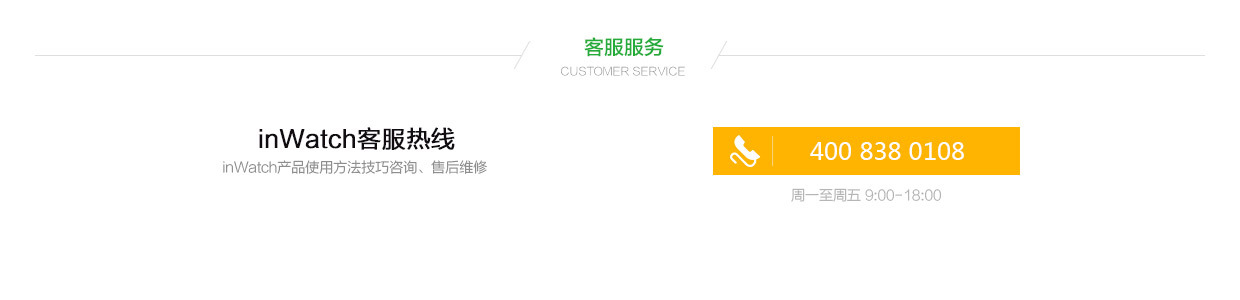 客服服务
CUSTOMER SERVICE
inWatch客服热线
inWatch产品使用方法技巧咨询、售后维修
400 838 0108
周一至周五 9:00-18:00